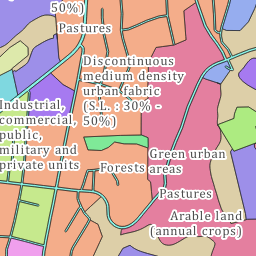 50%)
Pastures
Discontinuous
medium density
urban fabric
(S.L. : 30% -
50%)
Industrial,
commercial,
public,
military and
private units
Forests
Green urban
areas
Pastures
Arable land
(annual crops)